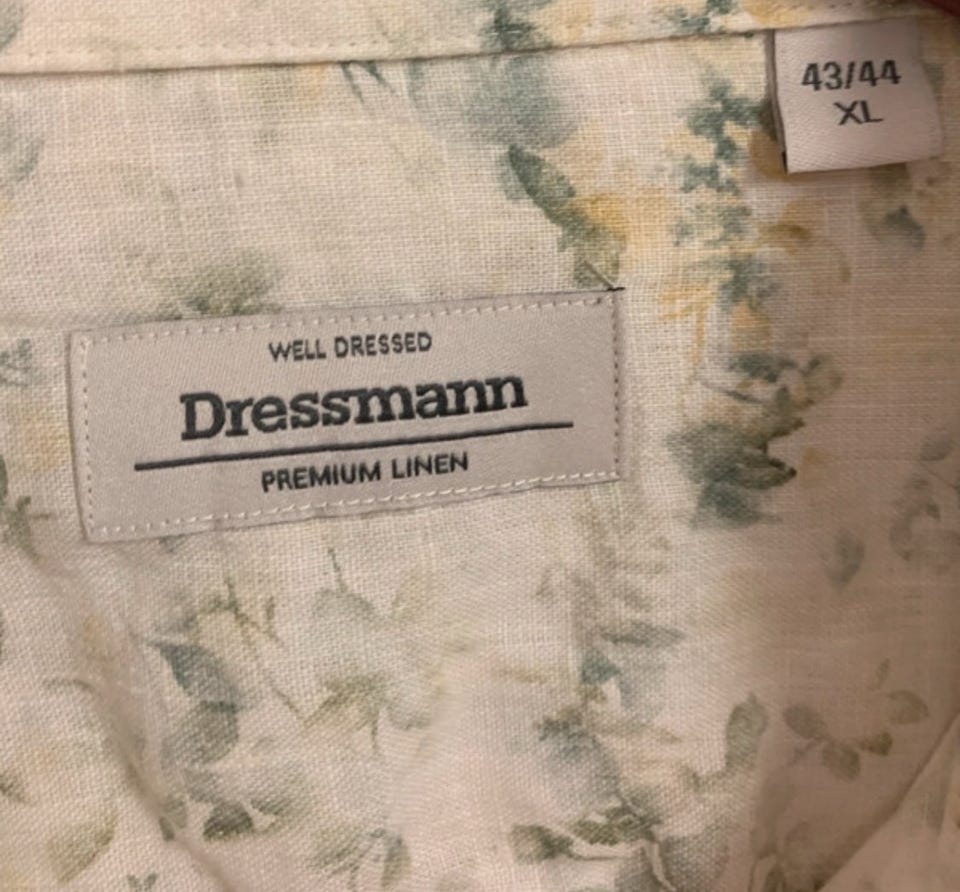 43/44
XL
WELL DRESSED
Dressmann
PREMIUM LINEN